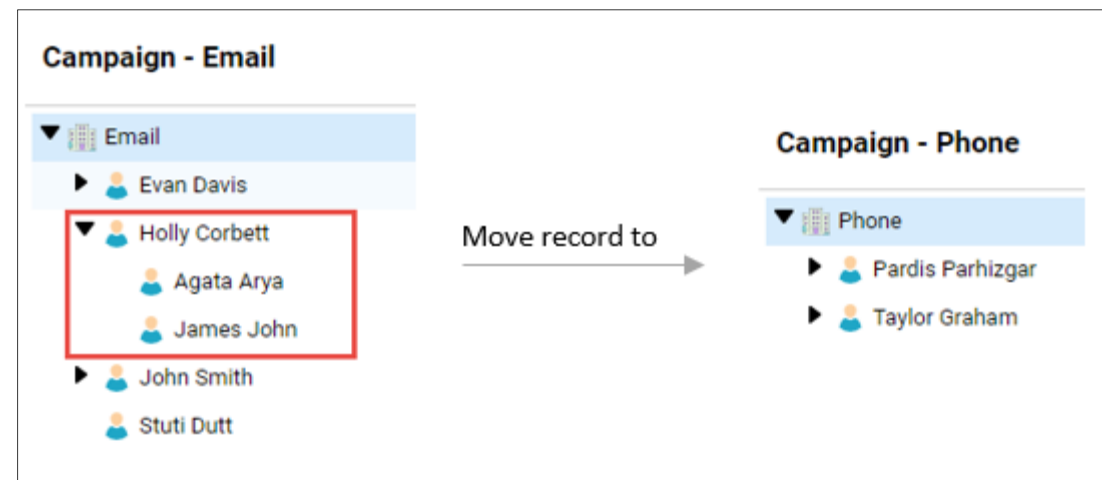 Campaign - Email
Email
Evan Davis
Holly Corbett
Agata Arya
James John
John Smith
Stuti Dutt
Move record to
Campaign - Phone
Phone
Pardis Parhizgar
Taylor Graham